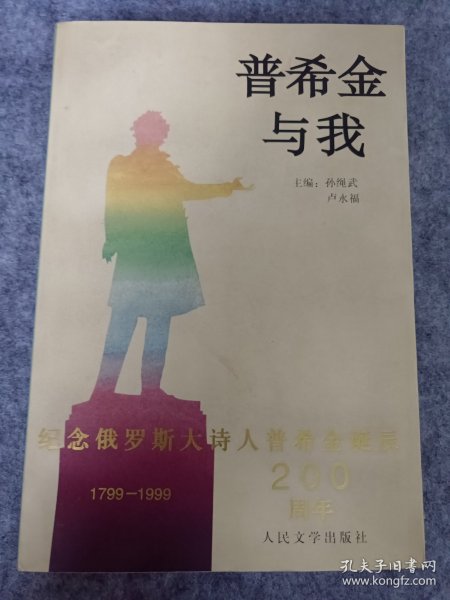 普希金
与我
主编：孙绳武
卢永福
纪念俄罗斯大诗人普希金诞辰
200
周年
1799-1999
人民文学出版社
孔夫子旧书网
www.kongfz.com